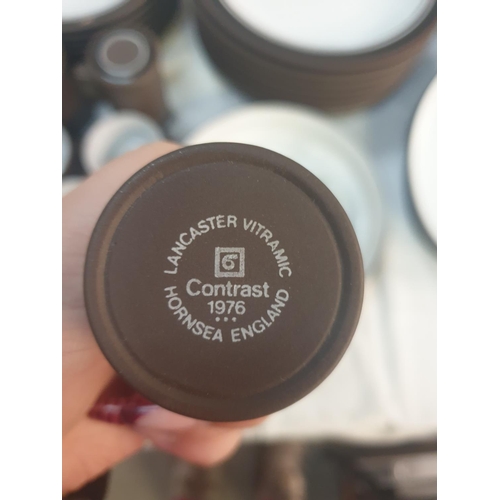 LANCASTER VITRAMIC
Contrast
1976
HORNSEA ENGLAND